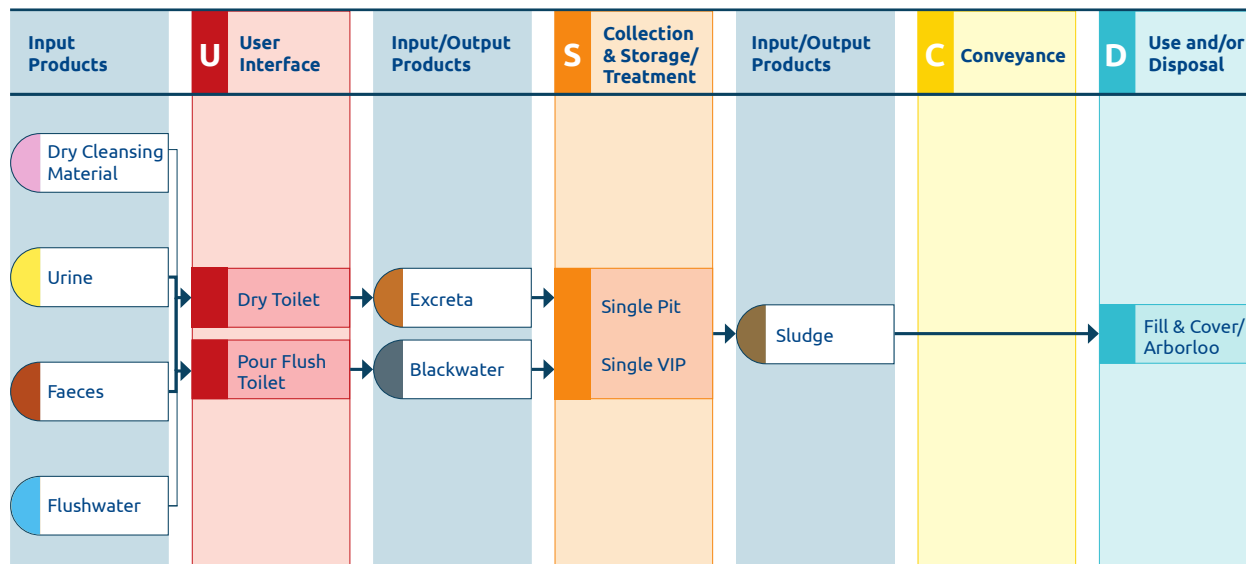 Input
Products
U
User
Interface
Input/Output
Products
S
Collection
& Storage/
Treatment
Input/Output
Products
C
Conveyance
D
Use and/or
Disposal
Dry Cleansing
Material
Urine
Faeces
Flushwater
Dry Toilet
Pour Flush
Toilet
Excreta
Blackwater
Single Pit
Single VIP
Sludge
Fill & Cover/
Arborloo